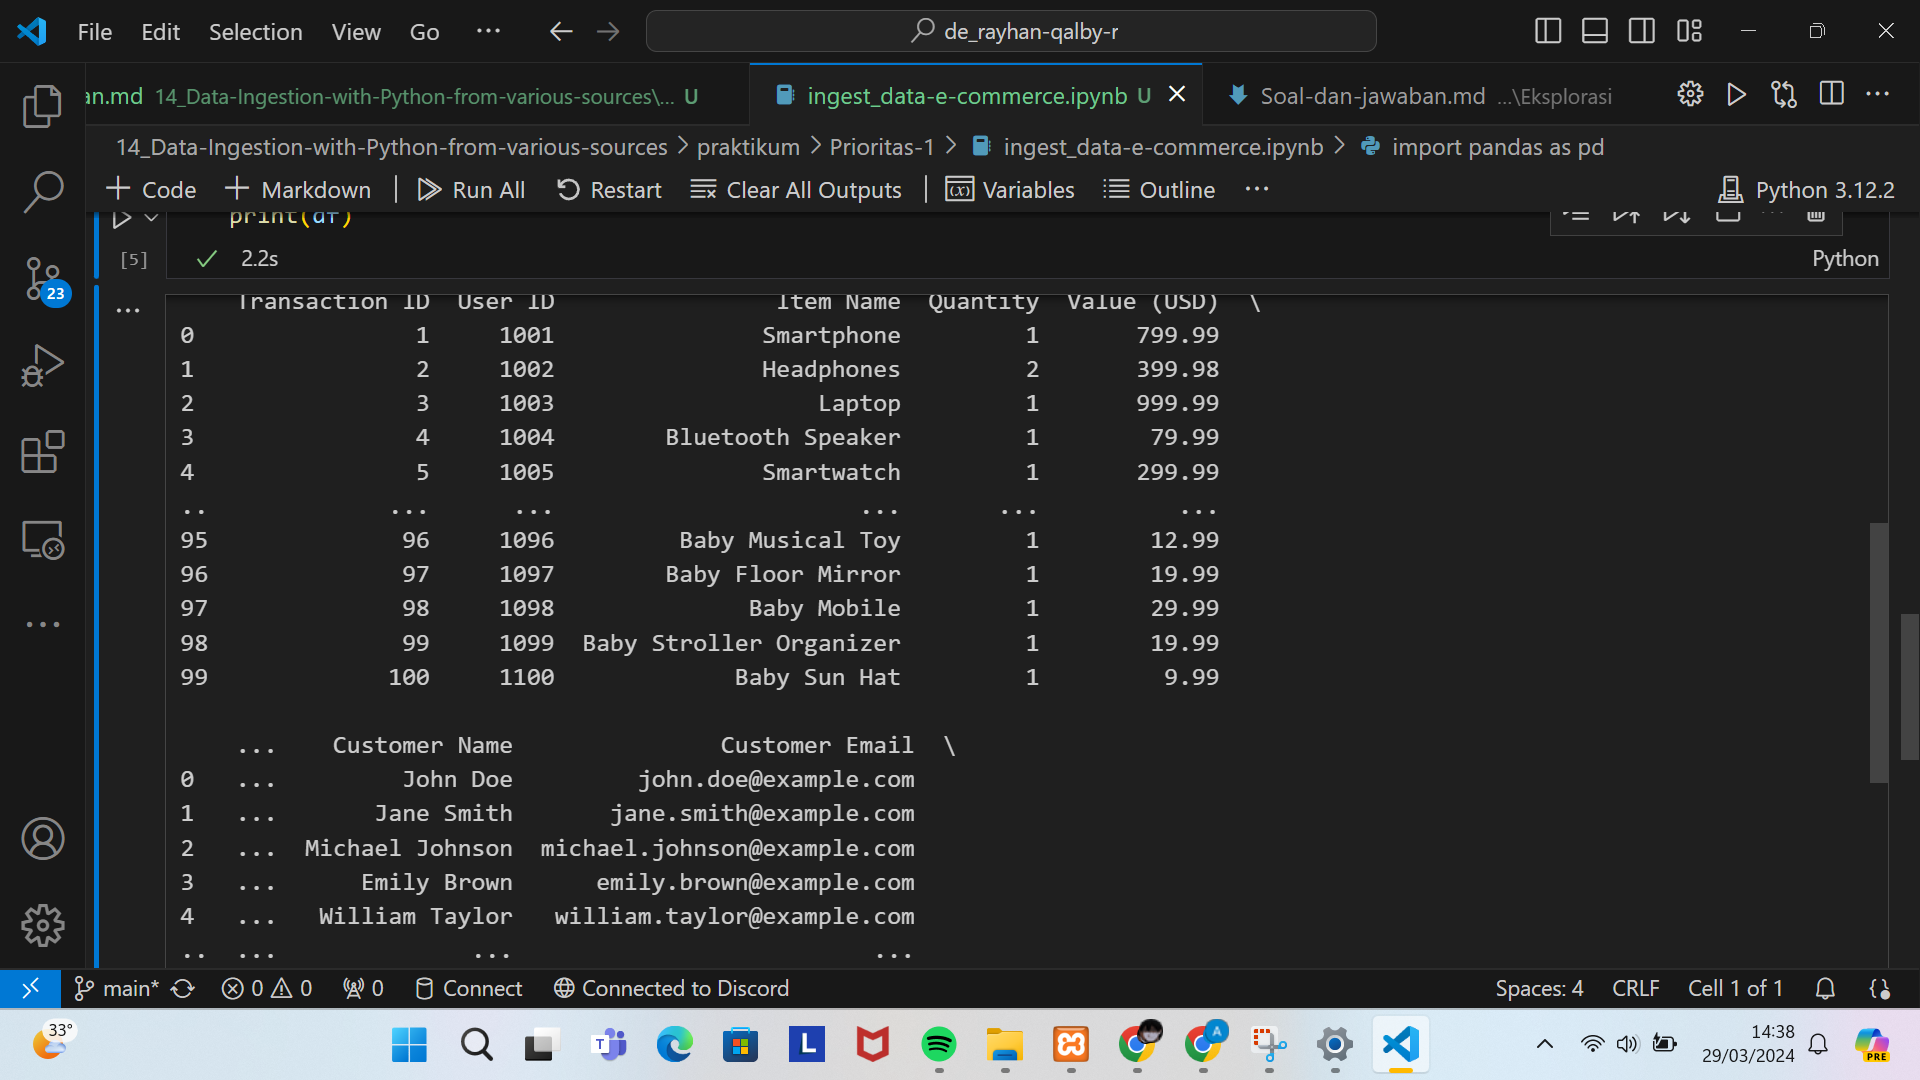 File Edit Selection View Go ··· de_rayhan-qalby-r
an.md 14_Data-Ingestion-with-Python-from-various-sources\... U ingest_data-e-commerce.ipynb U Soal-dan-jawaban.md ...\Eksplorasi
14_Data-Ingestion-with-Python-from-various-sources > praktikum > Prioritas-1 > ingest_data-e-commerce.ipynb > import pandas as pd
+ Code + Markdown | Run All Restart Clear All Outputs | Variables Outline ··· Python 3.12.2
print(df)
[5] 2.2s Python
Transaction ID User ID Item Name Quantity Value (USD) \
0 1 1001 Smartphone 1 799.99
1 2 1002 Headphones 2 399.98
2 3 1003 Laptop 1 999.99
3 4 1004 Bluetooth Speaker 1 79.99
4 5 1005 Smartwatch 1 299.99
.. ... ... ... ... ...
95 96 1096 Baby Musical Toy 1 12.99
96 97 1097 Baby Floor Mirror 1 19.99
97 98 1098 Baby Mobile 1 29.99
98 99 1099 Baby Stroller Organizer 1 19.99
99 100 1100 Baby Sun Hat 1 9.99
... Customer Name Customer Email \
0 ... John Doe john.doe@example.com
1 ... Jane Smith jane.smith@example.com
2 ... Michael Johnson michael.johnson@example.com
3 ... Emily Brown emily.brown@example.com
4 ... William Taylor william.taylor@example.com
.. ... ... ...
23
main* 0 0 0 Connect Connected to Discord Spaces: 4 CRLF Cell 1 of 1
33° T L A 14:38
29/03/2024 PRE